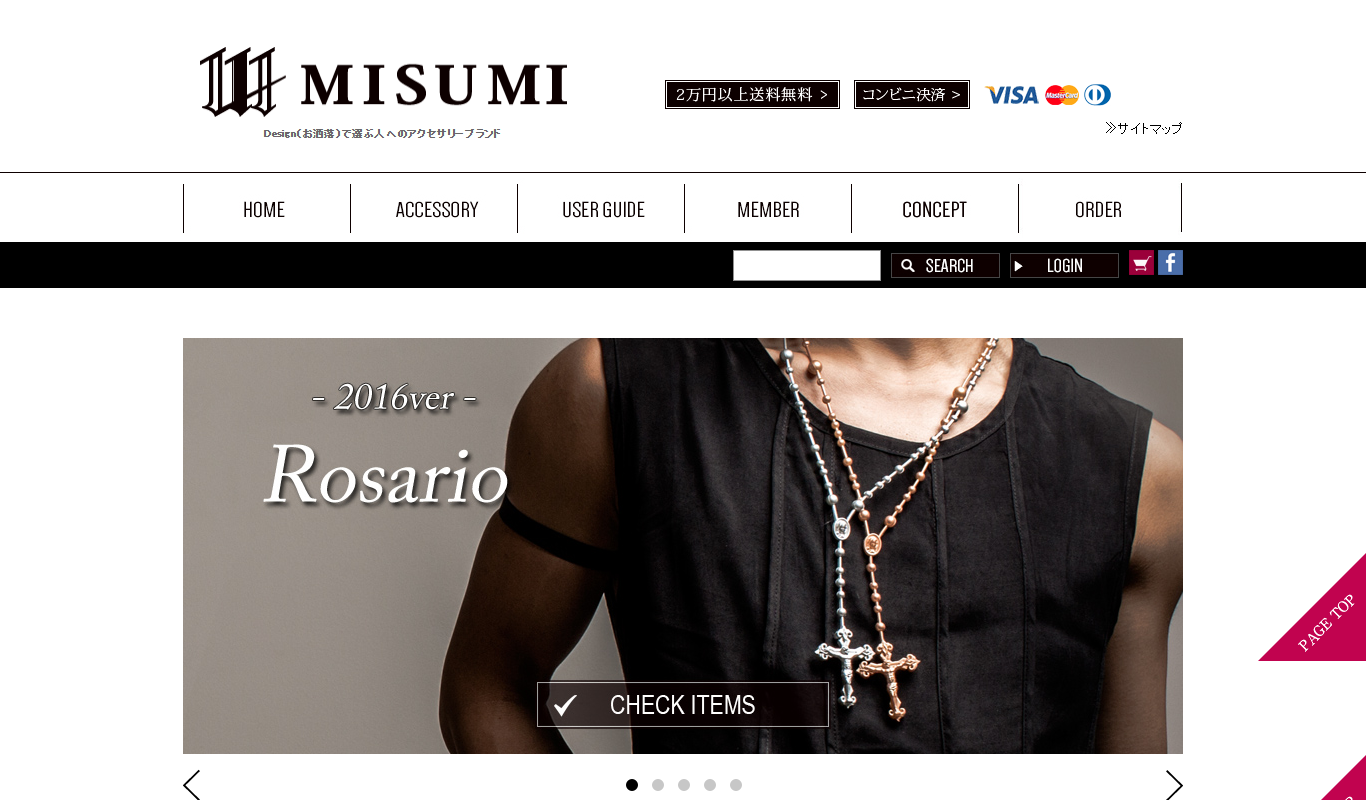 MISUMI
Design(お洒落)で選ぶ人へのアクセサリーブランド
2万円以上送料無料 >
コンビニ決済 >
VISA
MasterCard
≫サイトマップ
HOME
ACCESSORY
USER GUIDE
MEMBER
CONCEPT
ORDER
SEARCH
LOGIN
f
- 2016ver -
Rosario
CHECK ITEMS
PAGE TOP